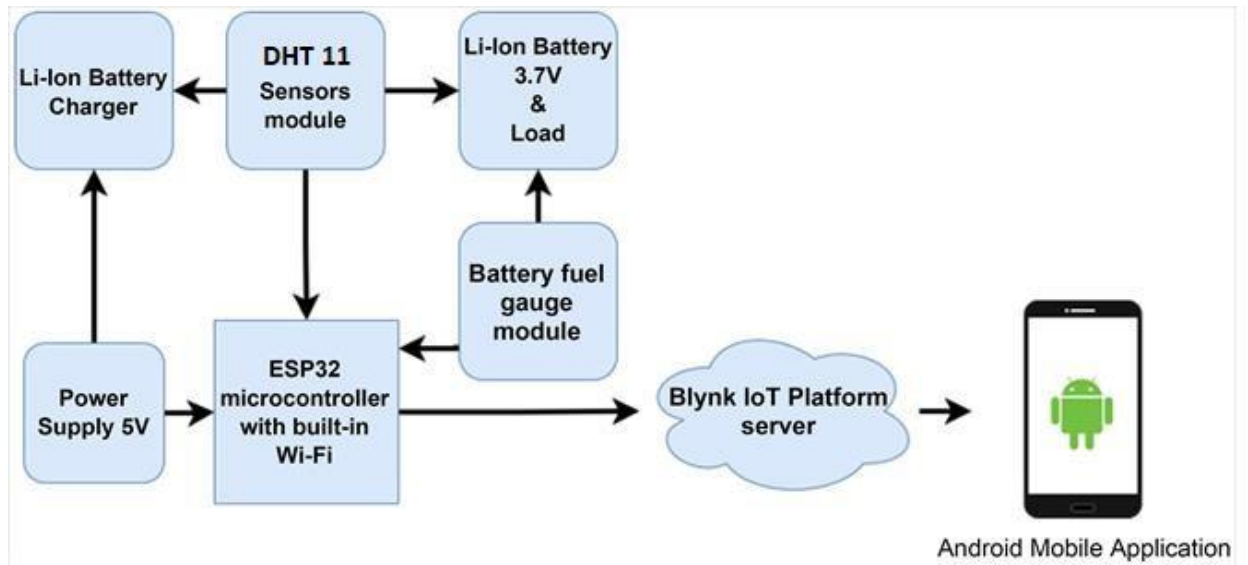 Li-Ion Battery
Charger
DHT 11
Sensors
module
Li-Ion Battery
3.7V
&
Load
Battery fuel
gauge
module
Power
Supply 5V
ESP32
microcontroller
with built-in
Wi-Fi
Blynk IoT Platform
server
Android Mobile Application